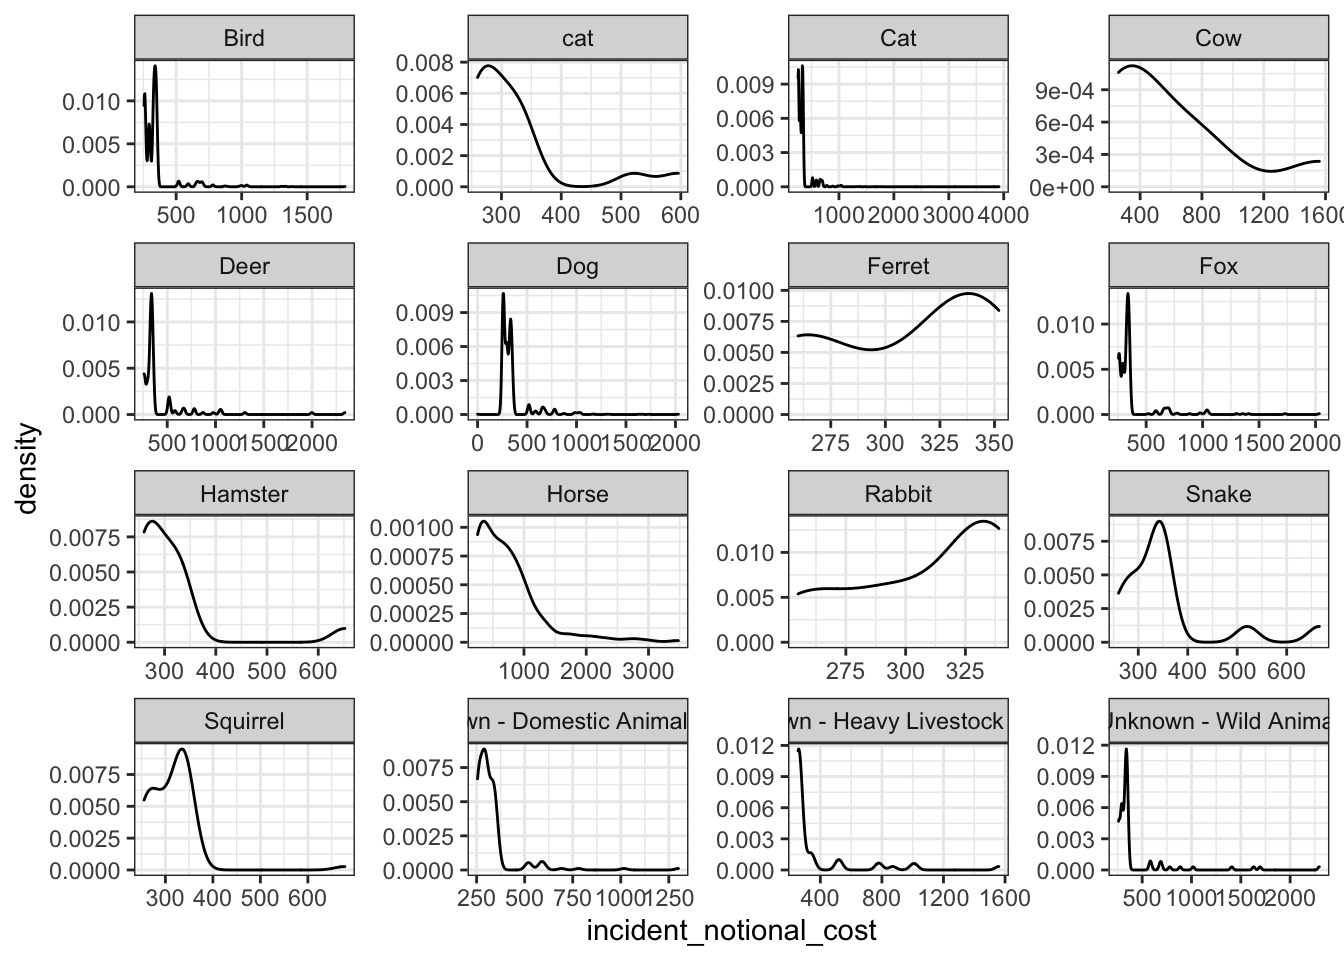 Bird cat Cat Cow
0.010 0.005 0.000
0.008 0.006 0.004 0.002 0.000
0.009 0.006 0.003 0.000
9e-04 6e-04 3e-04 0e+00
500 1000 1500
300 400 500 600
1000 2000 3000 4000
400 800 1200 1600
Deer Dog Ferret Fox
0.010 0.005 0.000
0.009 0.006 0.003 0.000
0.0100 0.0075 0.0050 0.0025 0.0000
0.010 0.005 0.000
500 1000 1500 2000
0 500 1000 1500 2000
275 300 325 350
500 1000 1500 2000
density
Hamster Horse Rabbit Snake
0.0075 0.0050 0.0025 0.0000
0.00100 0.00075 0.00050 0.00025 0.00000
0.010 0.005 0.000
0.0075 0.0050 0.0025 0.0000
300 400 500 600
1000 2000 3000
275 300 325
300 400 500 600
Squirrel wn - Domestic Animal wn - Heavy Livestock Unknown - Wild Anima
0.0075 0.0050 0.0025 0.0000
0.0075 0.0050 0.0025 0.0000
0.012 0.009 0.006 0.003 0.000
0.012 0.009 0.006 0.003 0.000
300 400 500 600
250 500 750 1000 1250
400 800 1200 1600
500 1000 1500 2000
incident_notional_cost